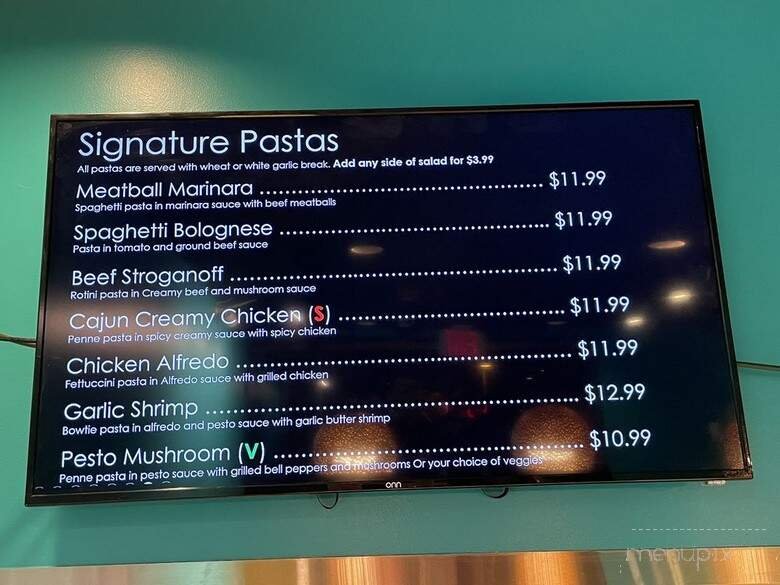 Signature Pastas
All pastas are served with wheat or white garlic break. Add any side of salad for $3.99
Meatball Marinara ........................................................ $11.99
Spaghetti pasta in marinara sauce with beef meatballs
Spaghetti Bolognese ..................................................... $11.99
Pasta in tomato and ground beef sauce
Beef Stroganoff ............................................................. $11.99
Rotini pasta in Creamy beef and mushroom sauce
Cajun Creamy Chicken (S) ......................................... $11.99
Penne pasta in spicy creamy sauce with spicy chicken
Chicken Alfredo ............................................................ $11.99
Fettuccini pasta in Alfredo sauce with grilled chicken
Garlic Shrimp .................................................................. $12.99
Bowtie pasta in alfredo and pesto sauce with garlic butter shrimp
Pesto Mushroom (V) ..................................................... $10.99
Penne pasta in pesto sauce with grilled bell peppers and mushrooms Or your choice of veggies
onn
menupix